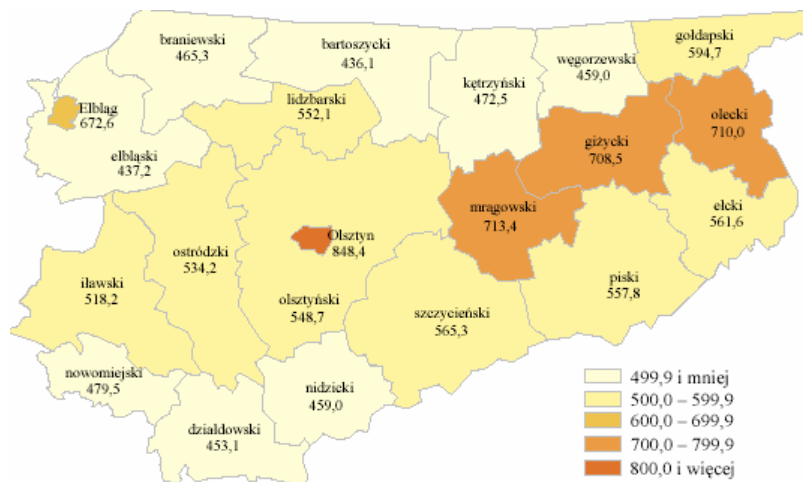 braniewski
465,3
bartoszycki
436,1
kętrzyński
472,5
węgorzewski
459,0
gołdapski
594,7
Elbląg
672,6
lidzbarski
552,1
olecki
710,0
giżycki
708,5
elbląski
437,2
mrągowski
713,4
ełcki
561,6
ostródzki
534,2
Olsztyn
848,4
iławski
518,2
olsztyński
548,7
szczycieński
565,3
piski
557,8
nowomiejski
479,5
nidzicki
459,0
działdowski
453,1
499,9 i mniej
500,0 – 599,9
600,0 – 699,9
700,0 – 799,9
800,0 i więcej